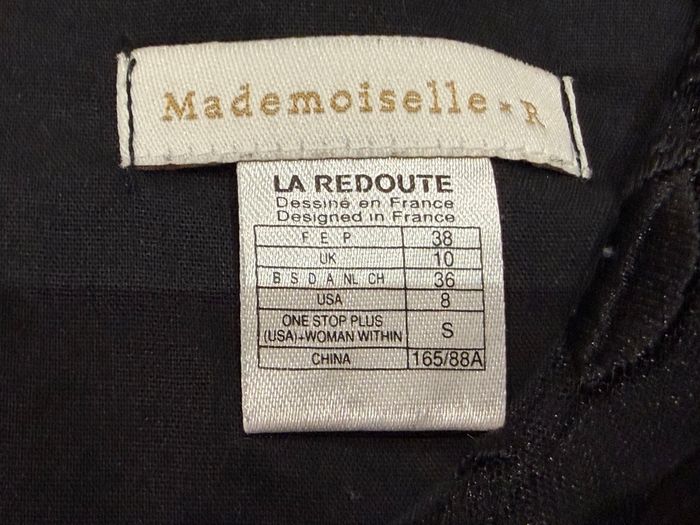 Mademoiselle * R
LA REDOUTE
Dessiné en France
Designed in France
F E P 38
UK 10
B S D A NL CH 36
USA 8
ONE STOP PLUS
(USA)+WOMAN WITHIN S
CHINA 165/88A